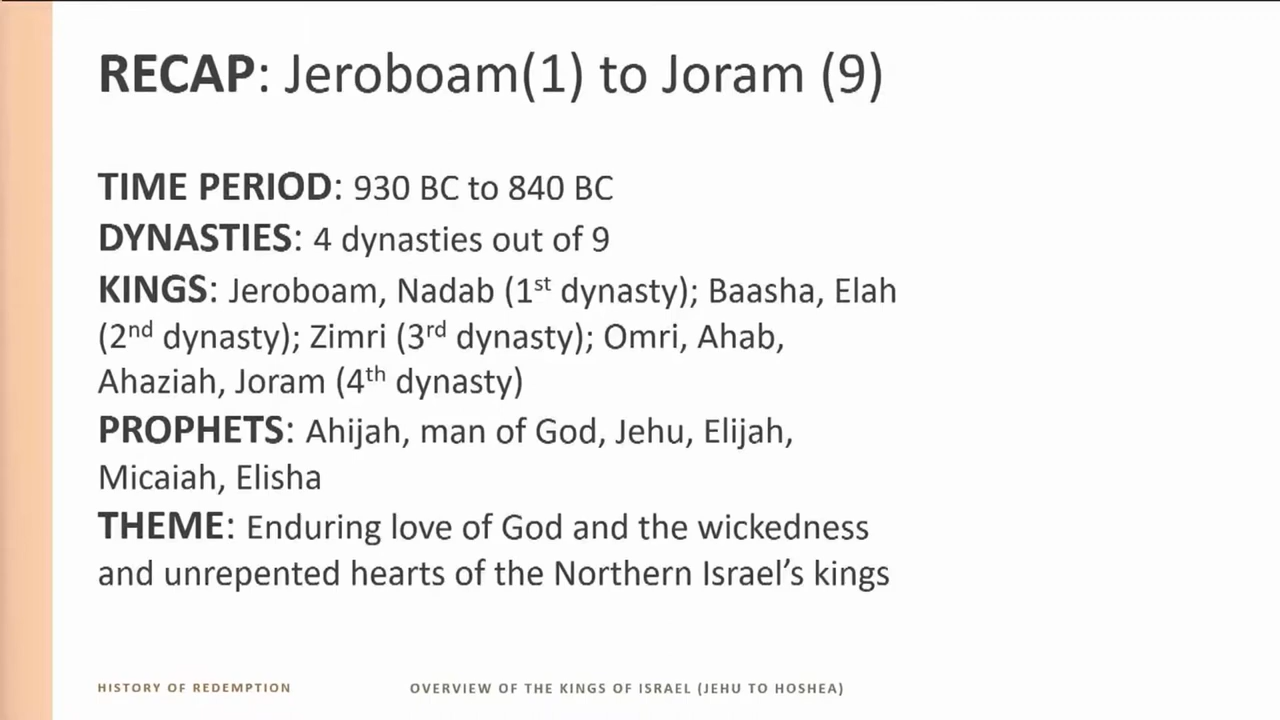 RECAP: Jeroboam(1) to Joram (9)
TIME PERIOD: 930 BC to 840 BC
DYNASTIES: 4 dynasties out of 9
KINGS: Jeroboam, Nadab (1st dynasty); Baasha, Elah
(2nd dynasty); Zimri (3rd dynasty); Omri, Ahab,
Ahaziah, Joram (4th dynasty)
PROPHETS: Ahijah, man of God, Jehu, Elijah,
Micaiah, Elisha
THEME: Enduring love of God and the wickedness
and unrepented hearts of the Northern Israel’s kings
HISTORY OF REDEMPTION
OVERVIEW OF THE KINGS OF ISRAEL (JEHU TO HOSHEA)